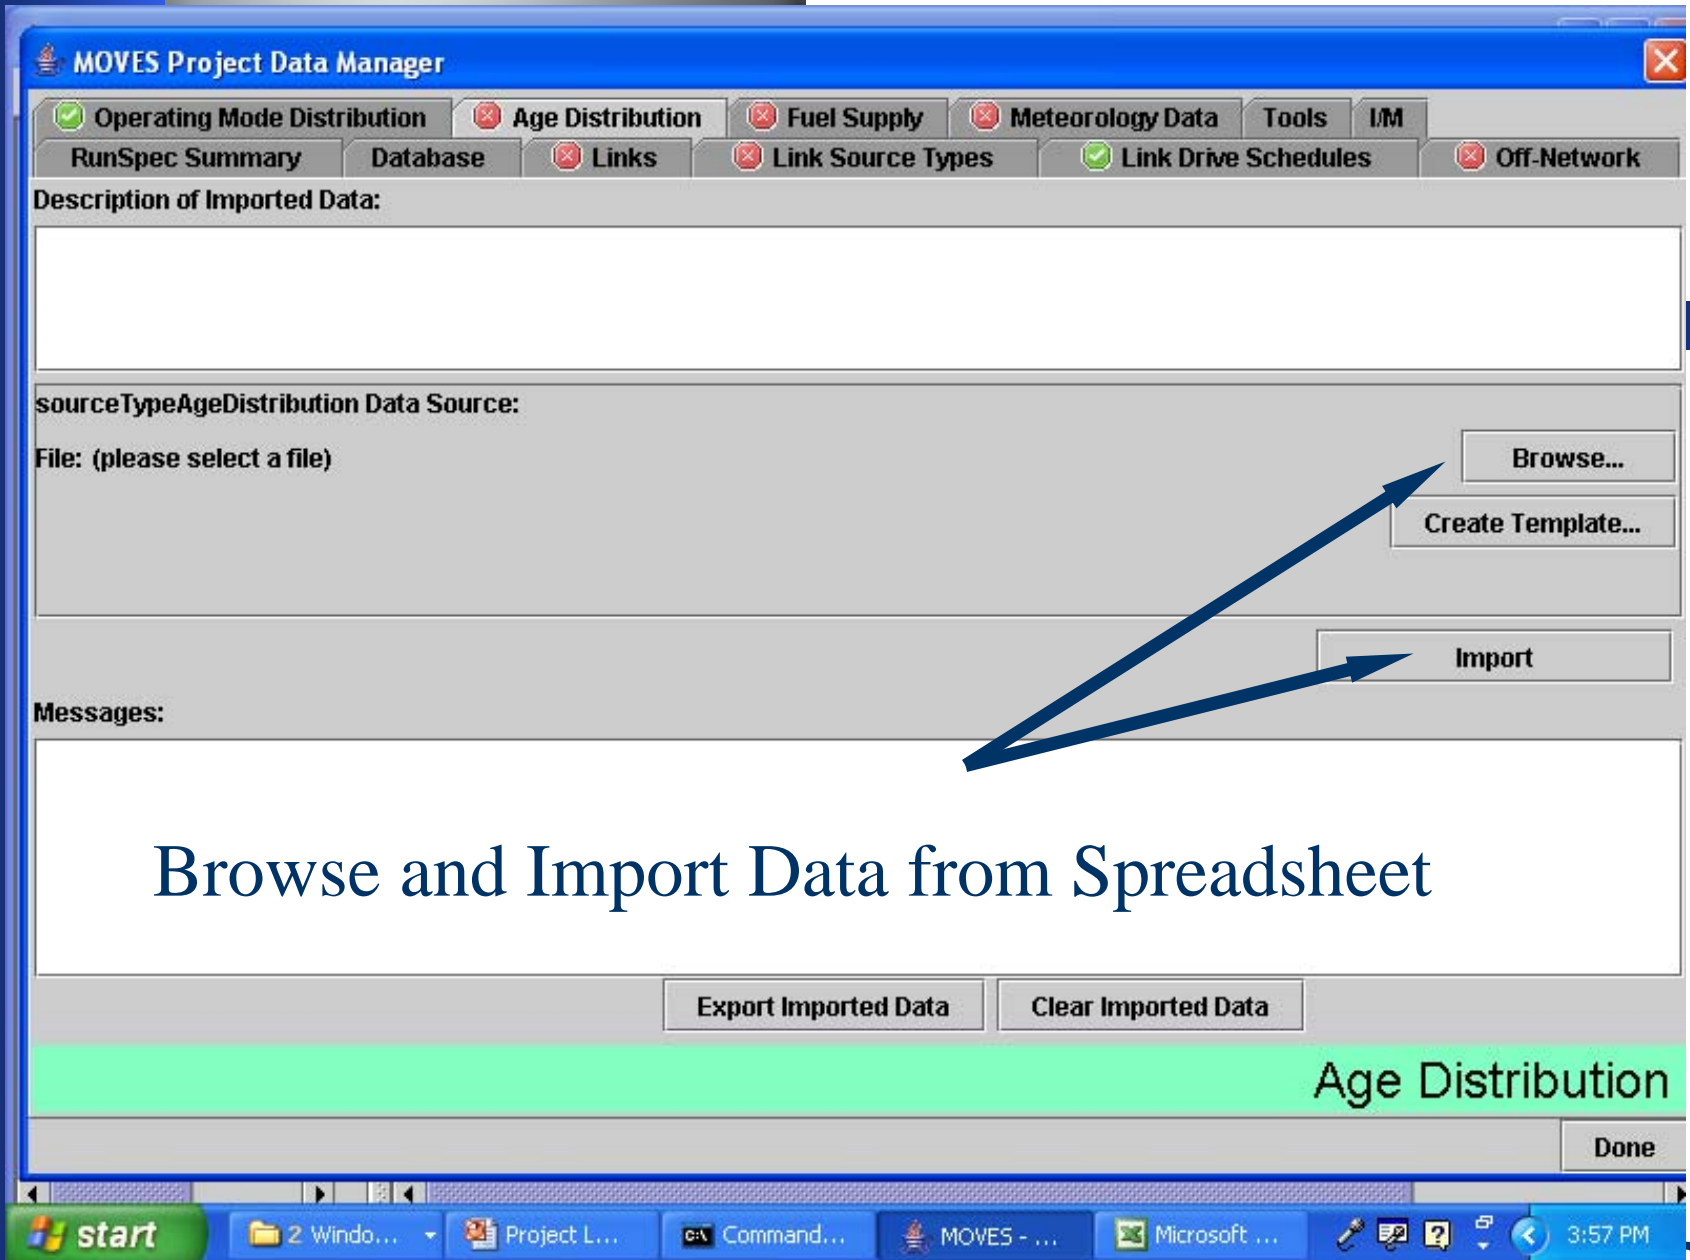 MOVES Project Data Manager
Operating Mode Distribution Age Distribution Fuel Supply Meteorology Data Tools I/M
RunSpec Summary Database Links Link Source Types Link Drive Schedules Off-Network
Description of Imported Data:
sourceTypeAgeDistribution Data Source:
File: (please select a file)
Browse...
Create Template...
Import
Messages:
Browse and Import Data from Spreadsheet
Export Imported Data Clear Imported Data
Age Distribution
Done
start 2 Windo... Project L... Command... MOVES - ... Microsoft ... 3:57 PM